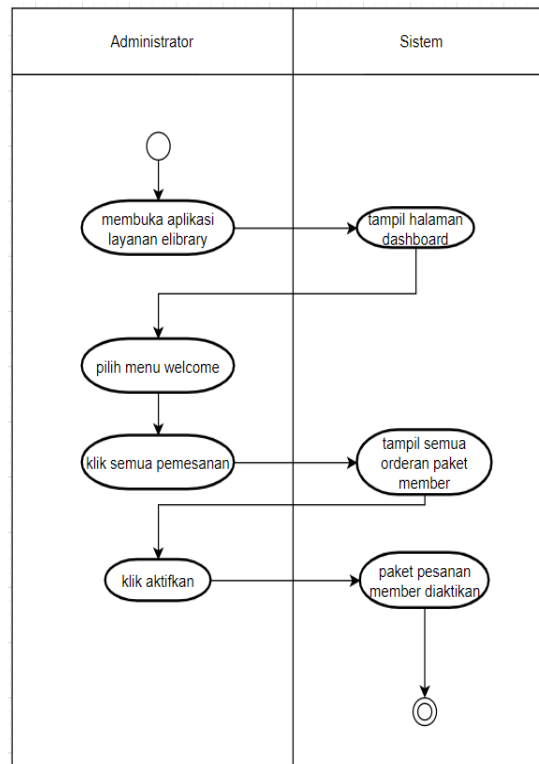 Administrator
Sistem
membuka aplikasi
layanan elibrary
tampil halaman
dashboard
pilih menu welcome
klik semua pemesanan
tampil semua
orderan paket
member
klik aktifkan
paket pesanan
member diaktikan